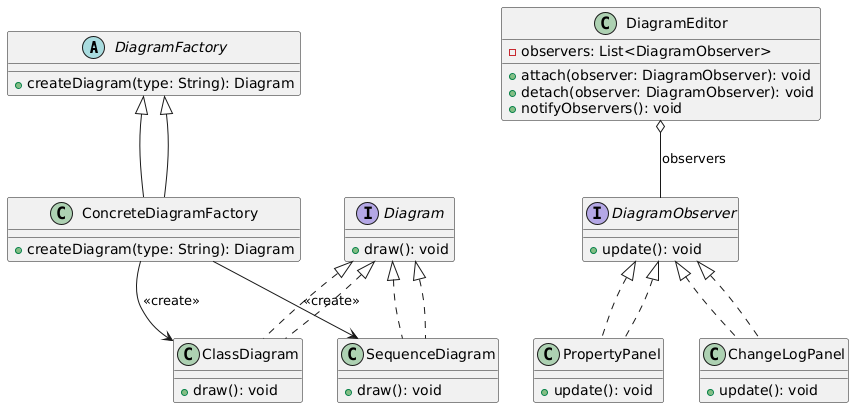 A DiagramFactory
createDiagram(type: String): Diagram
C DiagramEditor
observers: List<DiagramObserver>
attach(observer: DiagramObserver): void
detach(observer: DiagramObserver): void
notifyObservers(): void
observers
C ConcreteDiagramFactory
createDiagram(type: String): Diagram
I Diagram
draw(): void
I DiagramObserver
update(): void
«create»
«create»
C ClassDiagram
draw(): void
C SequenceDiagram
draw(): void
C PropertyPanel
update(): void
C ChangeLogPanel
update(): void